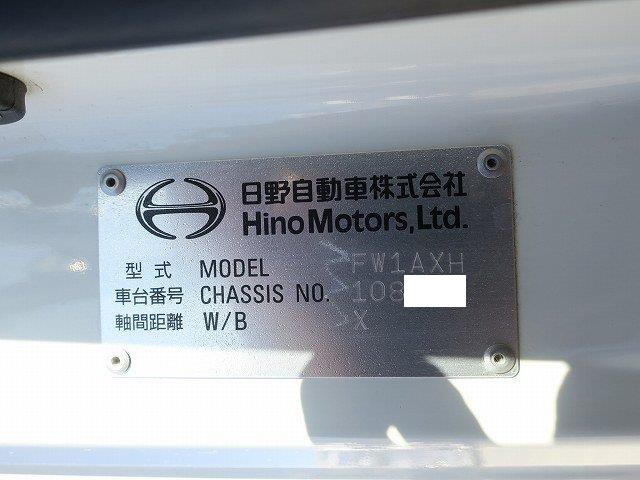 日野自動車株式会社
Hino Motors, Ltd.
型式 MODEL >FW1AXH
車台番号 CHASSIS NO. >108
軸間距離 W/B >X